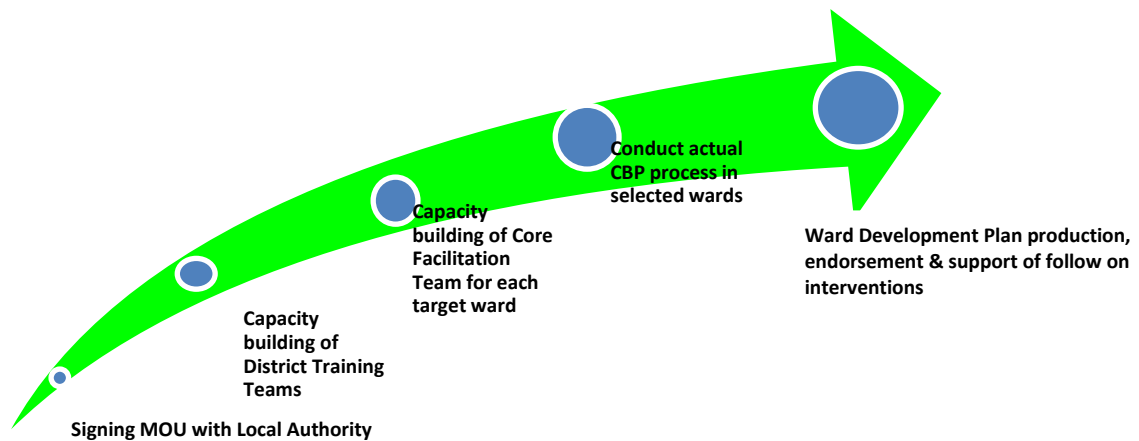 Signing MOU with Local Authority
Capacity
building of
District Training
Teams
Capacity
building of Core
Facilitation
Team for each
target ward
Conduct actual
CBP process in
selected wards
Ward Development Plan production,
endorsement & support of follow on
interventions